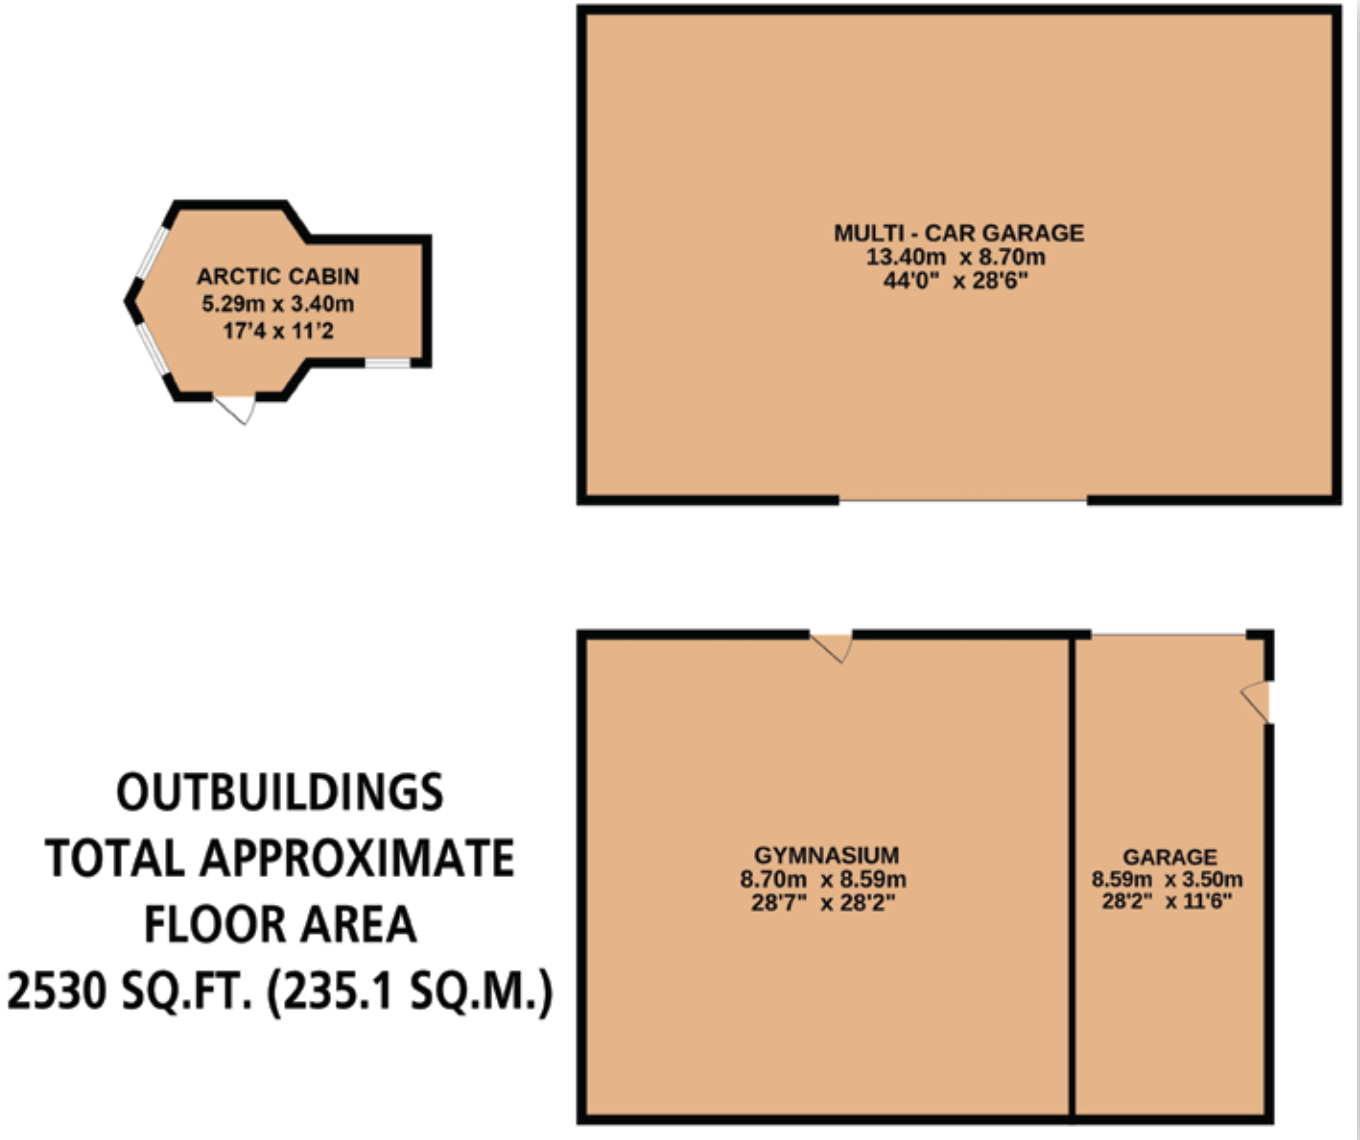 MULTI - CAR GARAGE
13.40m x 8.70m
44'0" x 28'6"
ARCTIC CABIN
5.29m x 3.40m
17’4 x 11’2
OUTBUILDINGS
TOTAL APPROXIMATE
FLOOR AREA
2530 SQ.FT. (235.1 SQ.M.)
GYMNASIUM
8.70m x 8.59m
28'7" x 28'2"
GARAGE
8.59m x 3.50m
28'2" x 11'6"